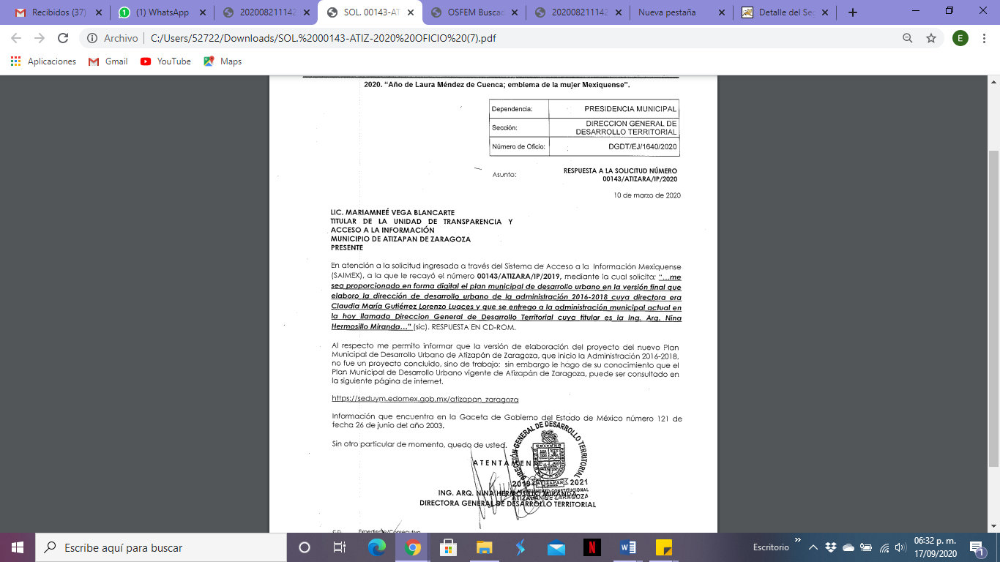 Recibidos (37)
(1) WhatsApp
202008211142
SOL. 00143-AT
OSFEM Buscad
202008211142
Nueva pestaña
Detalle del Seg
Archivo
C:/Users/52722/Downloads/SOL.%2000143-ATIZ-2020%20OFICIO%20(7).pdf
E
Aplicaciones
Gmail
YouTube
Maps
2020. “Año de Laura Méndez de Cuenca; emblema de la mujer Mexiquense”.
Dependencia: PRESIDENCIA MUNICIPAL
Sección: DIRECCION GENERAL DE
DESARROLLO TERRITORIAL
Número de Oficio: DGDT/EJ/1640/2020
Asunto: RESPUESTA A LA SOLICITUD NÚMERO
00143/ATIZARA/IP/2020
10 de marzo de 2020
LIC. MARIAMNEÉ VEGA BLANCARTE
TITULAR DE LA UNIDAD DE TRANSPARENCIA Y
ACCESO A LA INFORMACIÓN
MUNICIPIO DE ATIZAPAN DE ZARAGOZA
PRESENTE
En atención a la solicitud ingresada a través del Sistema de Acceso a la Información Mexiquense
(SAIMEX), a la que le recayó el número 00143/ATIZARA/IP/2019, mediante la cual solicita: “…me
sea proporcionado en forma digital el plan municipal de desarrollo urbano en la versión final que
elaboro la dirección de desarrollo urbano de la administración 2016-2018 cuya directora era
Claudia María Gutiérrez Lorenzo Luaces y que se entrego a la administración municipal actual en
la hoy llamada Direccion General de Desarrollo Territorial cuya titular es la Ing. Arq. Nina
Hermosillo Miranda…” (sic). RESPUESTA EN CD-ROM.
Al respecto me permito informar que la versión de elaboración del proyecto del nuevo Plan
Municipal de Desarrollo Urbano de Atizapán de Zaragoza, que inicio la Administración 2016-2018,
no fue un proyecto concluido, sino de trabajo; sin embargo le hago de su conocimiento que el
Plan Municipal de Desarrollo Urbano vigente de Atizapán de Zaragoza, puede ser consultado en
la siguiente página de internet.
https://seduym.edomex.gob.mx/atizapan_zaragoza
Información que encuentra en la Gaceta de Gobierno del Estado de México número 121 de
fecha 26 de junio del año 2003.
Sin otro particular de momento, quedo de usted.
DIRECCIÓN GENERAL DE DESARROLLO TERRITORIAL
ATENTAMENTE
2019 ATIZAPAN 2021
CONSTITUCIONAL
ATIZAPAN DE ZARAGOZA
ING. ARQ. NINA HERMOSILLO MIRANDA
DIRECTORA GENERAL DE DESARROLLO TERRITORIAL
Expediente/Consecutivo
Escribe aquí para buscar
Escritorio
06:32 p. m.
17/09/2020
1